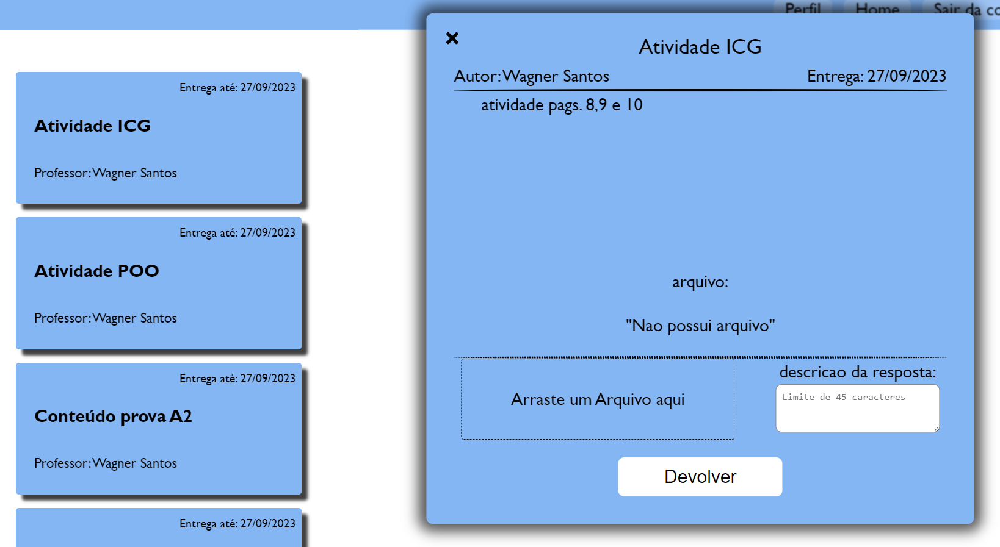 Perfil Home Sair da
Entrega até: 27/09/2023
Atividade ICG
Professor: Wagner Santos
Entrega até: 27/09/2023
Atividade POO
Professor: Wagner Santos
Entrega até: 27/09/2023
Conteúdo prova A2
Professor: Wagner Santos
Entrega até: 27/09/2023
Atividade ICG
Autor: Wagner Santos Entrega: 27/09/2023
atividade pags. 8,9 e 10
arquivo:
"Nao possui arquivo"
Arraste um Arquivo aqui
descricao da resposta:
Limite de 45 caracteres
Devolver